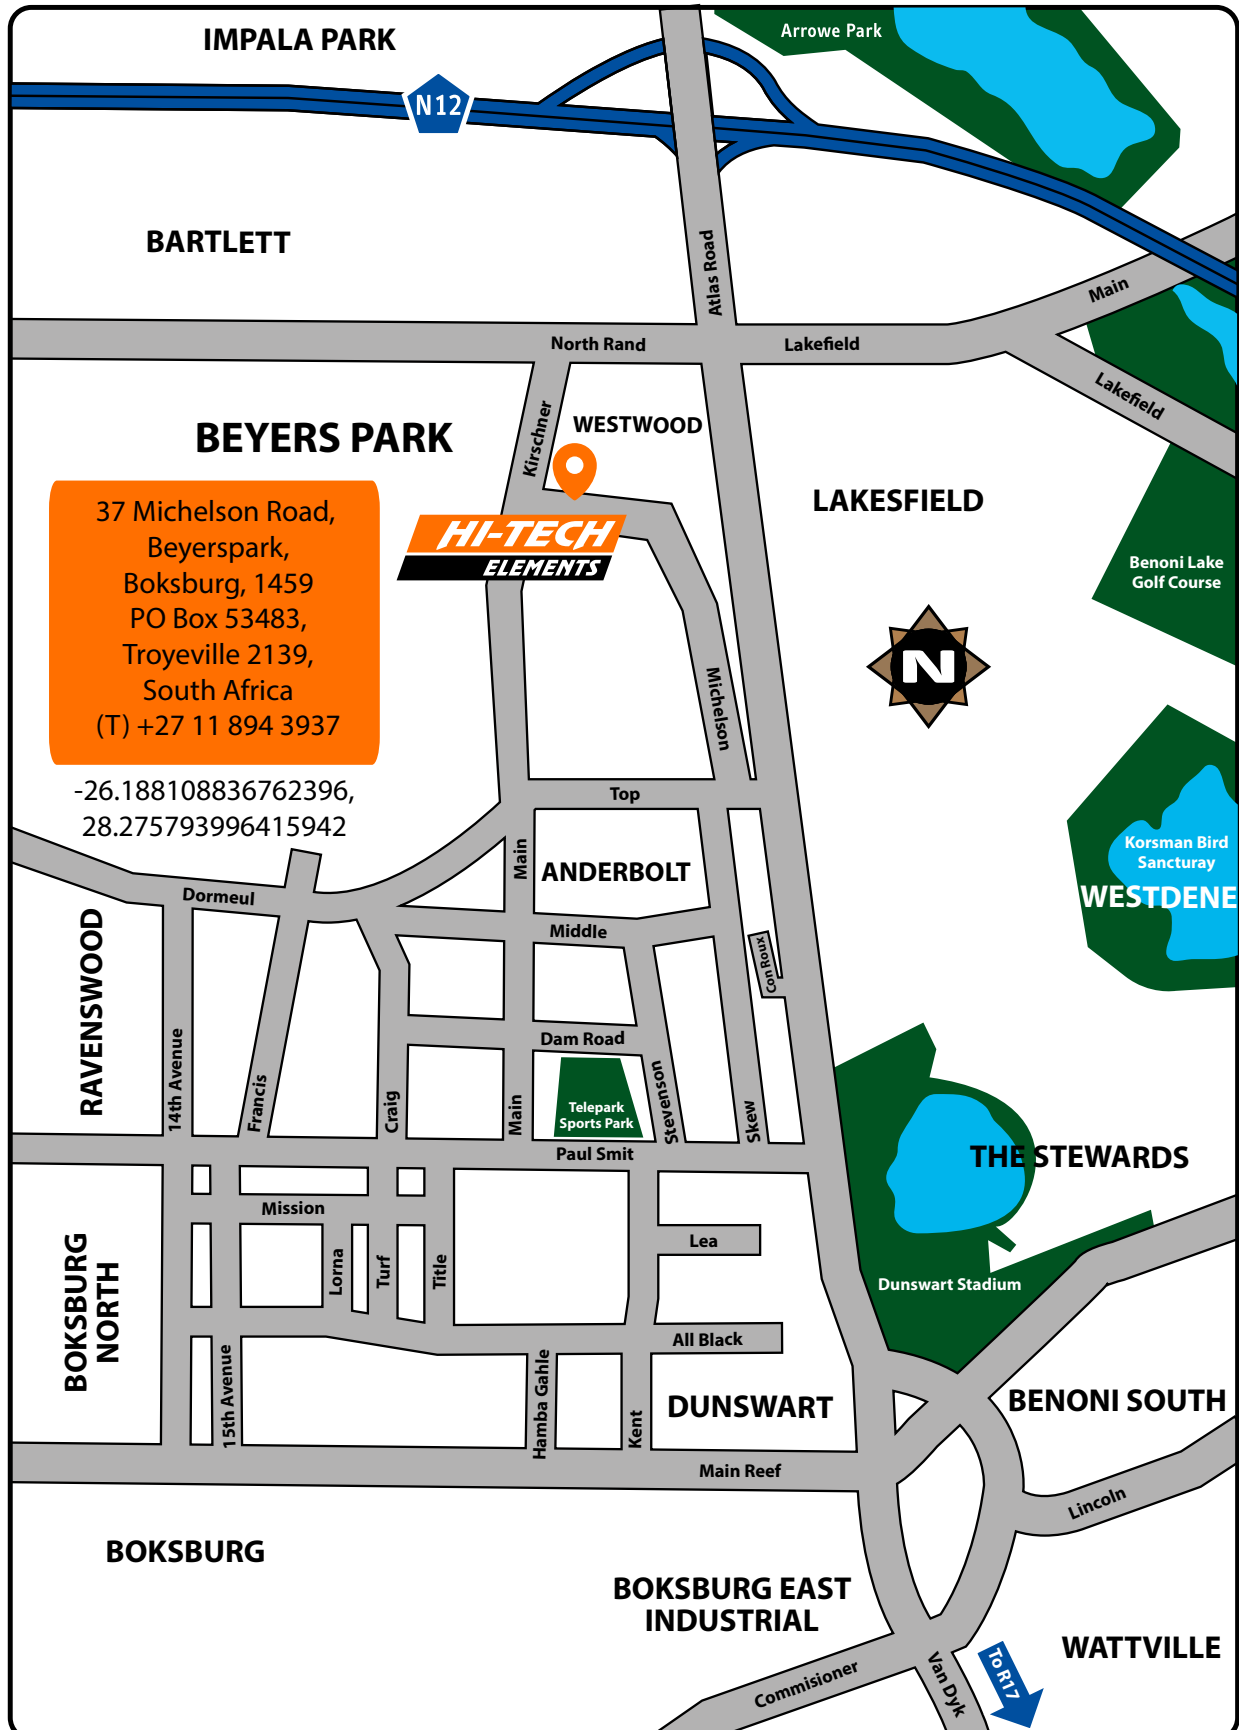 IMPALA PARK
Arrowe Park
N12
BARTLETT
Atlas Road
Main
North Rand
Lakefield
Lakefield
Kirschner
WESTWOOD
BEYERS PARK
LAKESFIELD
37 Michelson Road,
Beyerspark,
Boksburg, 1459
PO Box 53483,
Troyeville 2139,
South Africa
(T) +27 11 894 3937
HI-TECH
ELEMENTS
Benoni Lake
Golf Course
N
Michelson
-26.188108836762396,
28.275793996415942
Top
Main
ANDERBOLT
Korsman Bird
Sancturay
WESTDENE
Dormeul
Middle
RAVENSWOOD
Con Roux
14th Avenue
Francis
Craig
Main
Dam Road
Stevenson
Skew
Telepark
Sports Park
Paul Smit
THE STEWARDS
Mission
Lea
BOKSBURG
NORTH
Lorna
Turf
Title
Dunswart Stadium
All Black
15th Avenue
Hamba Gahle
Kent
DUNSWART
BENONI SOUTH
Main Reef
Lincoln
BOKSBURG
BOKSBURG EAST
INDUSTRIAL
WATTVILLE
Commisioner
Van Dyk
To R17